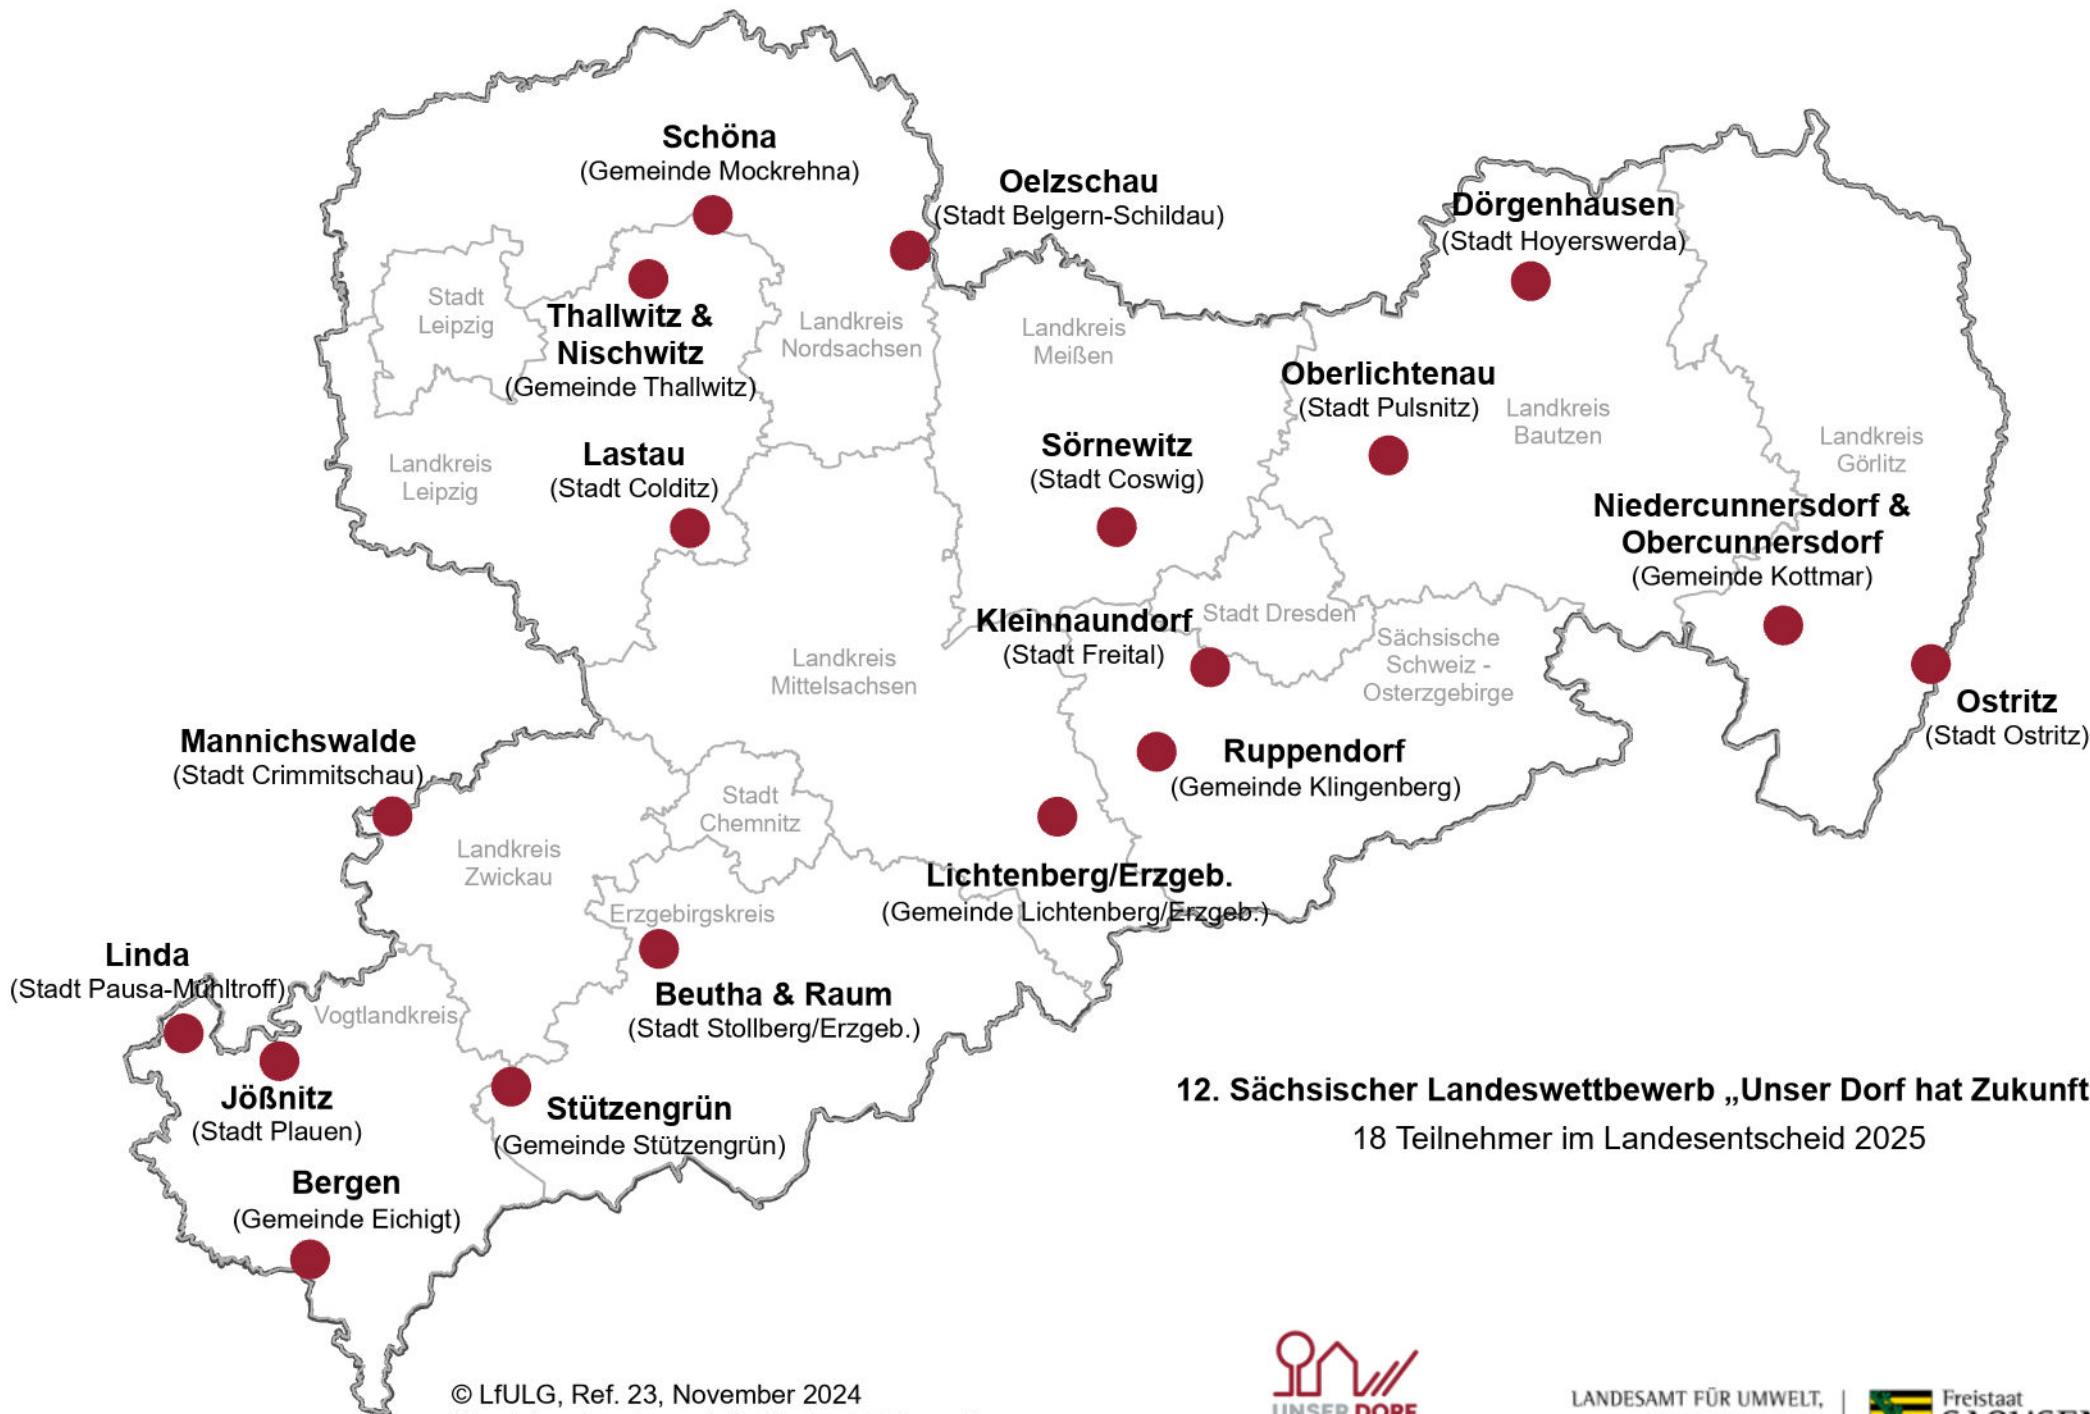 Schöna
(Gemeinde Mockrehna)
Oelzschau
(Stadt Belgern-Schildau)
Dörgenhausen
(Stadt Hoyerswerda)
Stadt
Leipzig
Thallwitz &
Nischwitz
(Gemeinde Thallwitz)
Landkreis
Nordsachsen
Landkreis
Meißen
Oberlichtenau
(Stadt Pulsnitz)
Landkreis
Bautzen
Landkreis
Görlitz
Landkreis
Leipzig
Lastau
(Stadt Colditz)
Sörnewitz
(Stadt Coswig)
Niedercunnersdorf &
Obercunnersdorf
(Gemeinde Kottmar)
Kleinnaundorf
(Stadt Freital)
Stadt Dresden
Sächsische
Schweiz -
Osterzgebirge
Landkreis
Mittelsachsen
Ostritz
(Stadt Ostritz)
Mannichswalde
(Stadt Crimmitschau)
Ruppendorf
(Gemeinde Klingenberg)
Stadt
Chemnitz
Landkreis
Zwickau
Lichtenberg/Erzgeb.
(Gemeinde Lichtenberg/Erzgeb.)
Erzgebirgskreis
Linda
(Stadt Pausa-Mühltroff)
Vogtlandkreis
Beutha & Raum
(Stadt Stollberg/Erzgeb.)
Jößnitz
(Stadt Plauen)
Stützengrün
(Gemeinde Stützengrün)
Bergen
(Gemeinde Eichigt)
12. Sächsischer Landeswettbewerb „Unser Dorf hat Zukunft
18 Teilnehmer im Landesentscheid 2025
© LfULG, Ref. 23, November 2024
UNSER DORF
LANDESAMT FÜR UMWELT,
Freistaat
SACHSEN